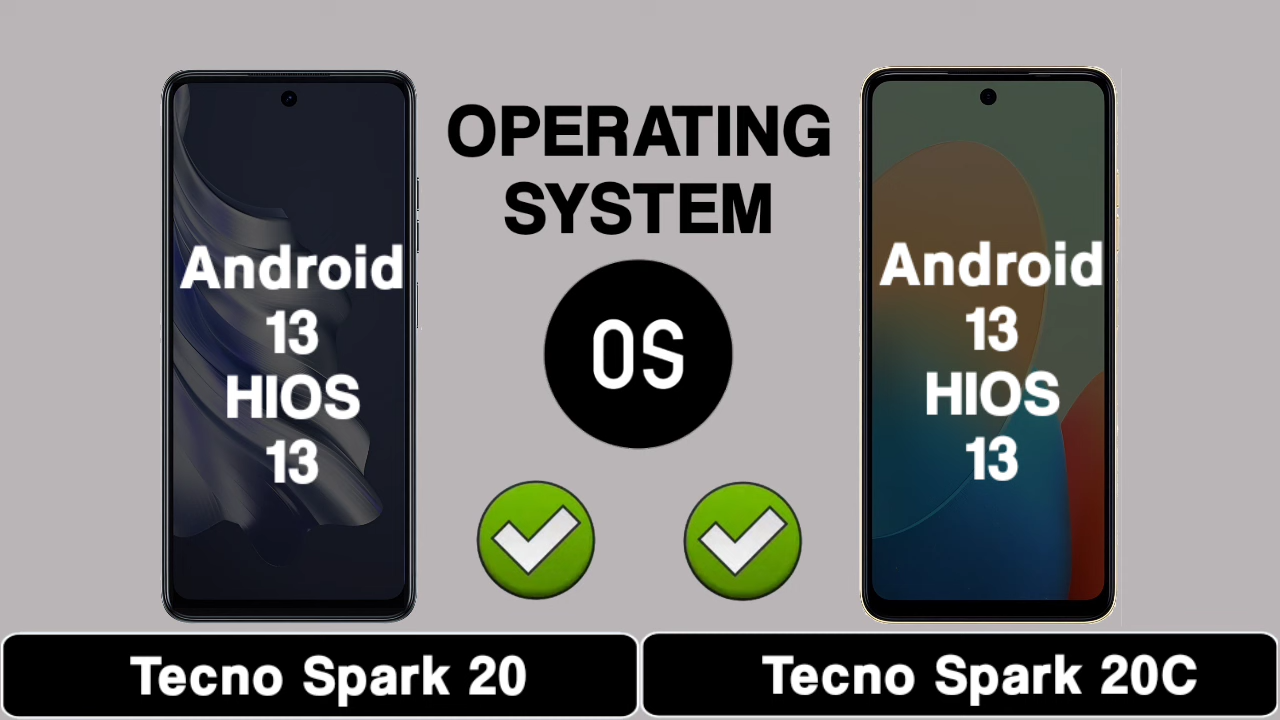 OPERATING
SYSTEM
OS
Android
13
HIOS
13
Android
13
HIOS
13
Tecno Spark 20
Tecno Spark 20C